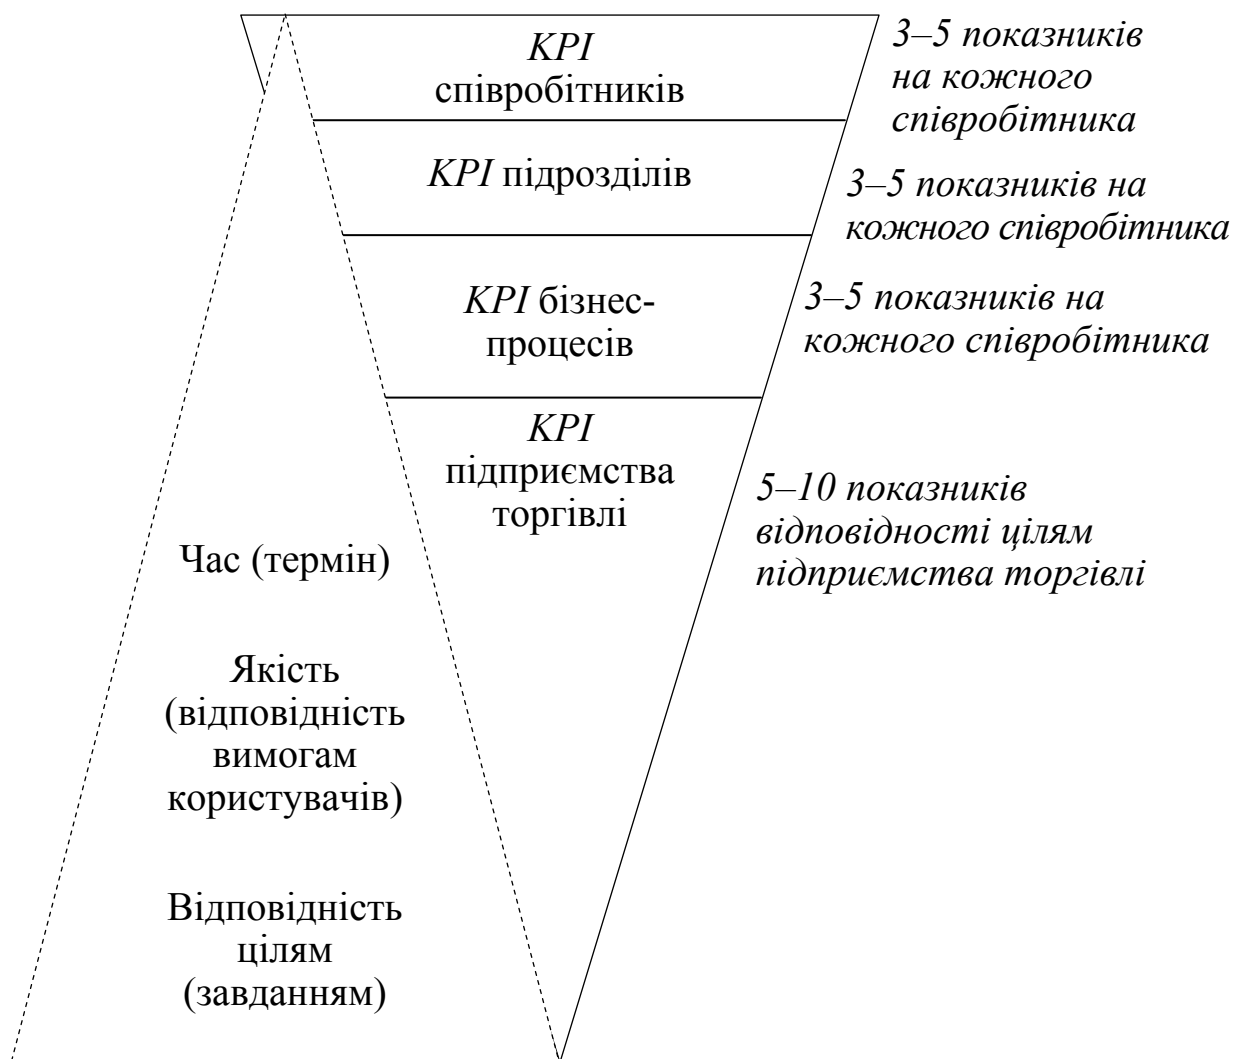 KPI
співробітників
3–5 показників
на кожного
співробітника
KPI підрозділів
3–5 показників на
кожного співробітника
KPI бізнес-
процесів
3–5 показників на
кожного співробітника
KPI
підприємства
торгівлі
5–10 показників
відповідності цілям
підприємства торгівлі
Час (термін)
Якість
(відповідність
вимогам
користувачів)
Відповідність
цілям
(завданням)